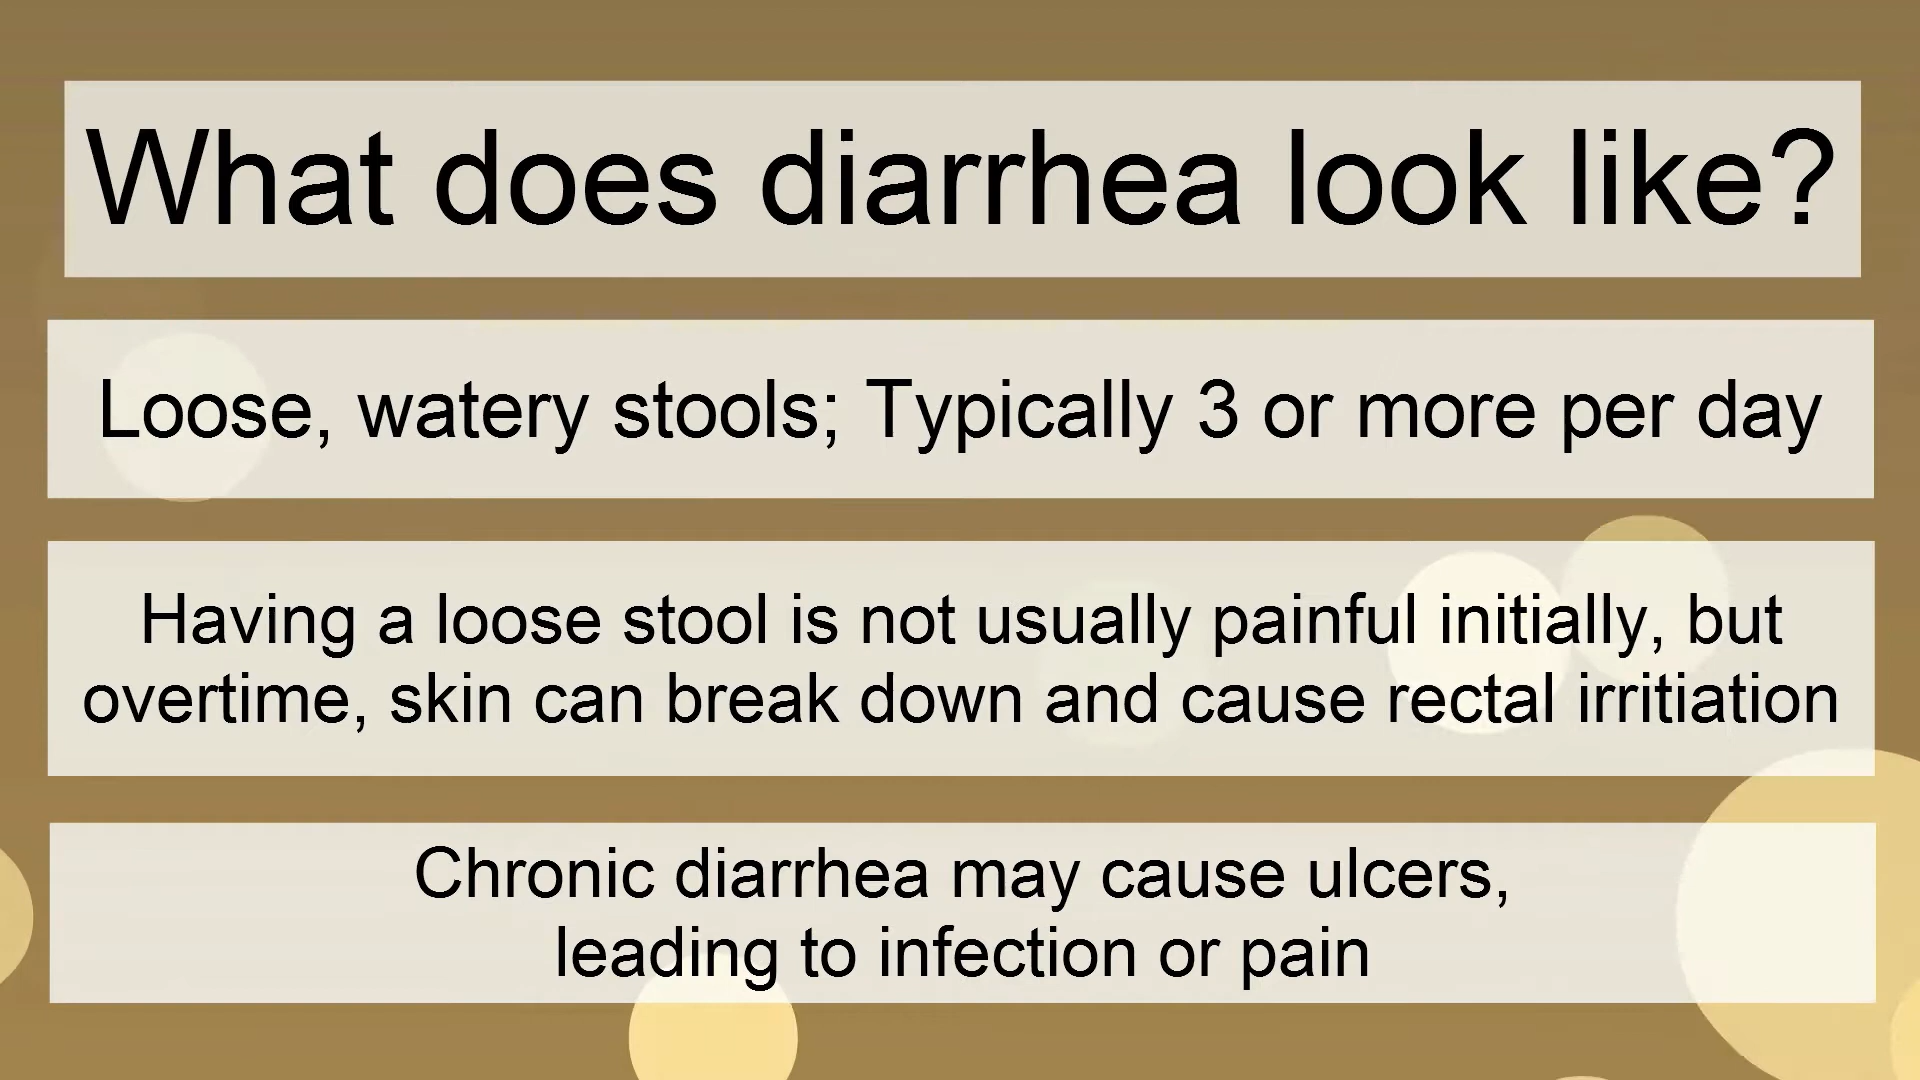 What does diarrhea look like?
Loose, watery stools; Typically 3 or more per day
Having a loose stool is not usually painful initially, but
overtime, skin can break down and cause rectal irritiation
Chronic diarrhea may cause ulcers,
leading to infection or pain